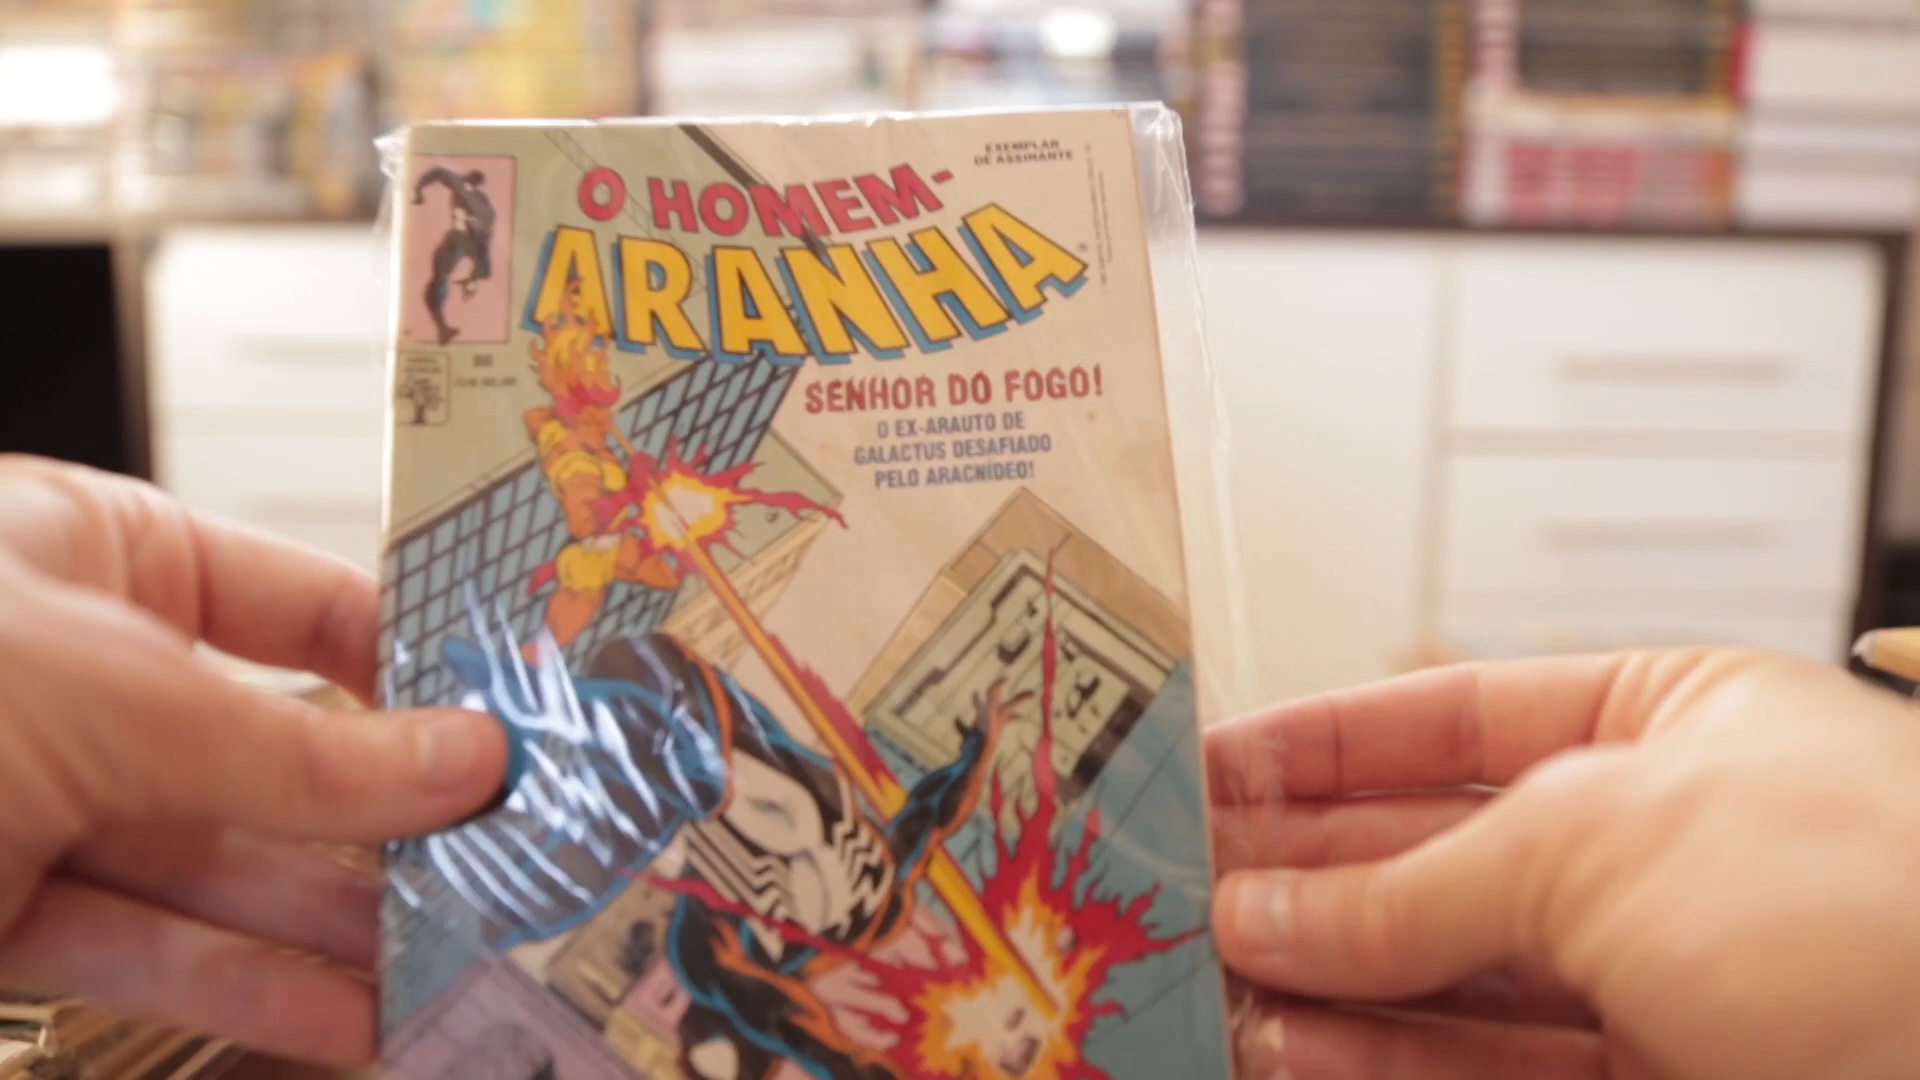 EXEMPLAR
DE ASSINANTE
O HOMEM-
ARANHA
SENHOR DO FOGO!
O EX-ARAUTO DE
GALACTUS DESAFIADO
PELO ARACNÍDEO!